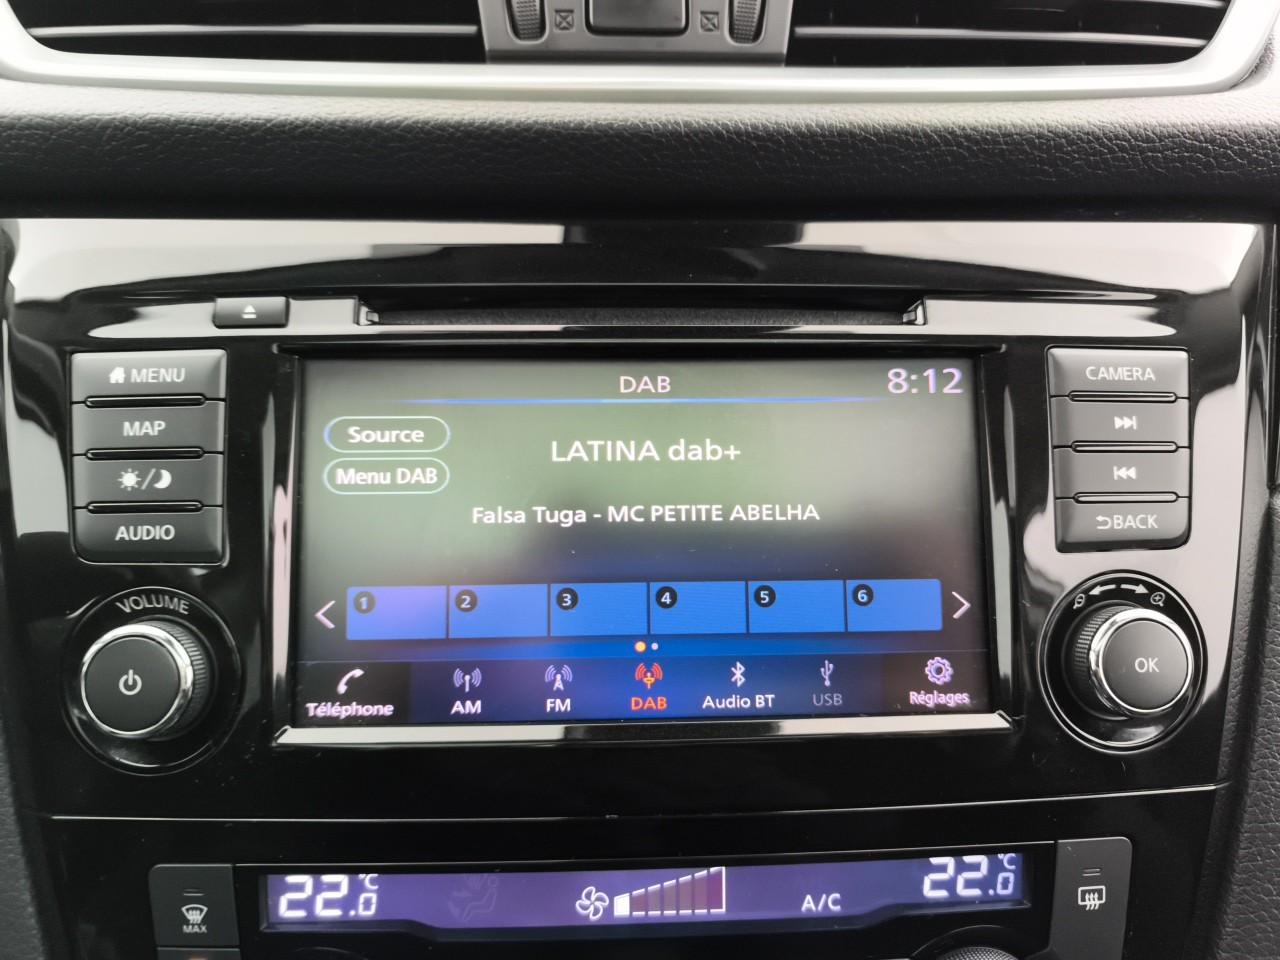 MENU
MAP
AUDIO
VOLUME
DAB
8:12
Source
LATINA dab+
Menu DAB
Falsa Tuga - MC PETITE ABELHA
1 2 3 4 5 6
Téléphone
AM
FM
DAB
Audio BT
USB
Réglages
CAMERA
BACK
OK
MAX
22.0 °C
A/C
22.0 °C